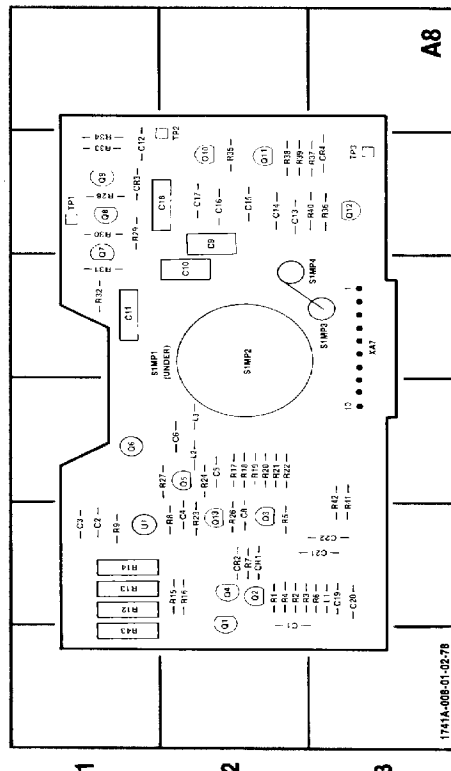 A8
1
2
3
1741A-008-01-02-78
R34
R33
C12
TP2
Q9
TP1
R28
CR3
Q8
R30
R29
Q7
R31
R32
C11
C18
C17
Q10
R35
C16
Q11
C15
C14
C13
R38
R39
R37
CR4
TP3
R40
R36
Q12
C9
C10
S1MP4
S1MP3
S1MP1
(UNDER)
S1MP2
1
XA7
10
Q6
C6
L3
L2
R27
Q5
R24
C5
R17
R18
R19
R20
R21
R22
C3
C2
R9
U1
R8
C4
R23
Q13
R26
C8
Q3
R5
R42
R41
C22
C21
R14
R13
R12
R43
R15
R16
CR2
R7
CR1
Q4
Q2
Q1
R1
R4
R2
R3
R6
L1
C19
C20
C1